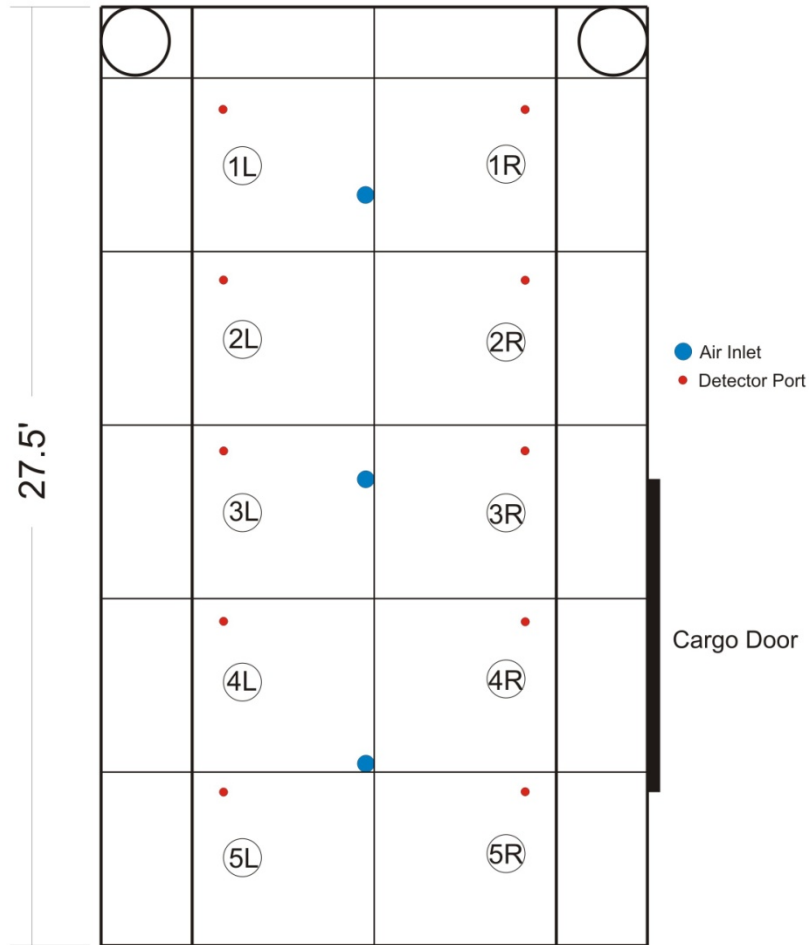 1L
1R
2L
2R
Air Inlet
Detector Port
27.5'
3L
3R
Cargo Door
4L
4R
5L
5R